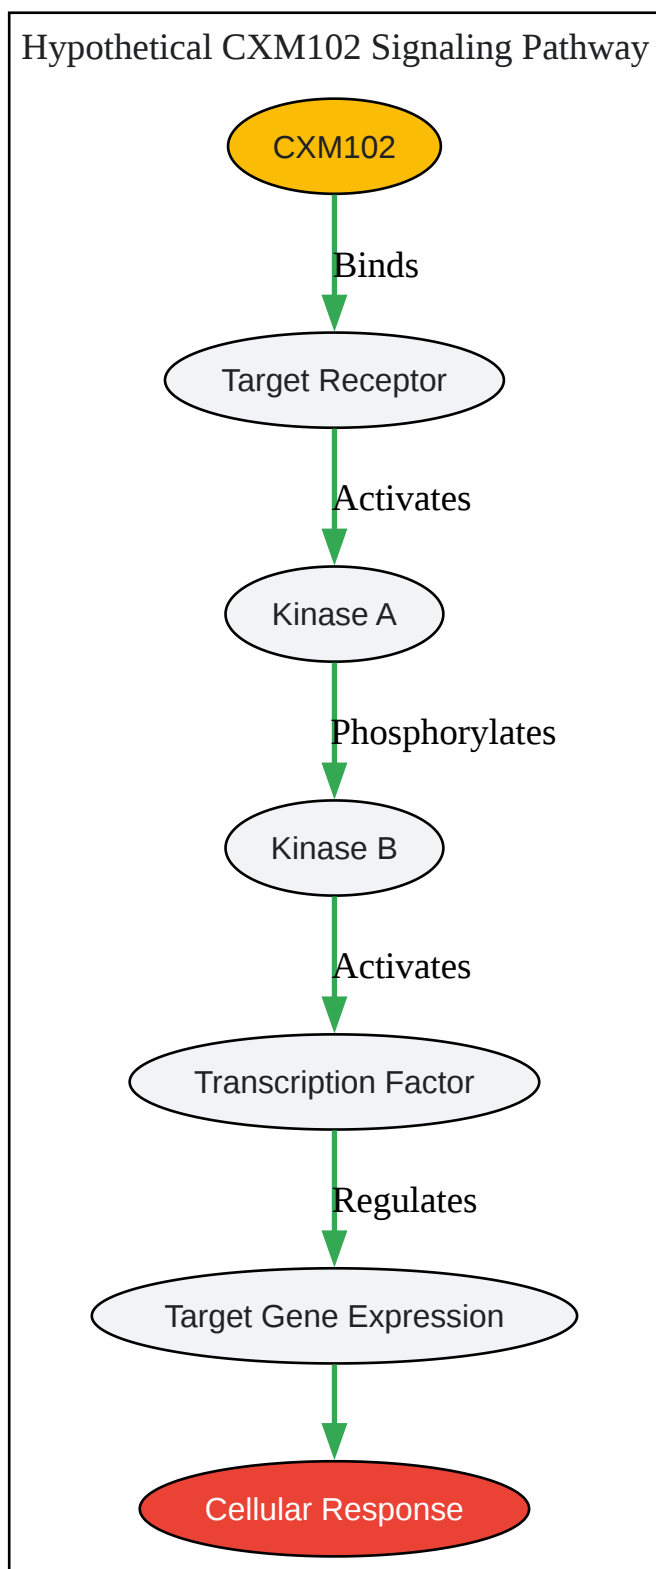 Hypothetical CXM102 Signaling Pathway
CXM102
Binds
Target Receptor
Activates
Kinase A
Phosphorylates
Kinase B
Activates
Transcription Factor
Regulates
Target Gene Expression
Cellular Response